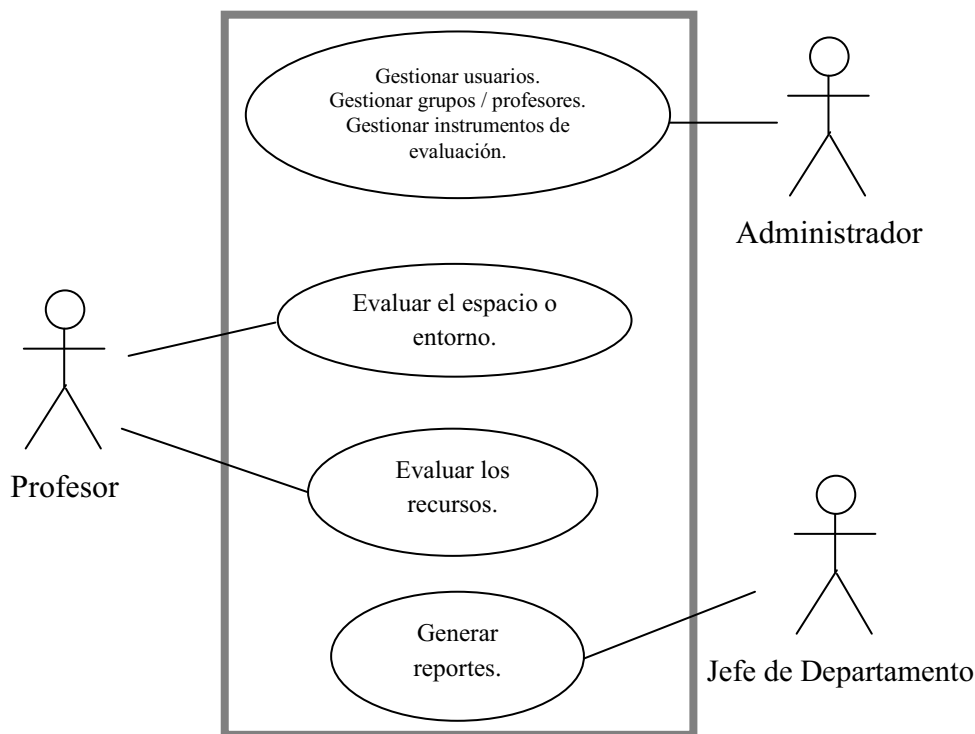 Gestionar usuarios.
Gestionar grupos / profesores.
Gestionar instrumentos de
evaluación.
Administrador
Evaluar el espacio o
entorno.
Profesor
Evaluar los
recursos.
Generar
reportes.
Jefe de Departamento